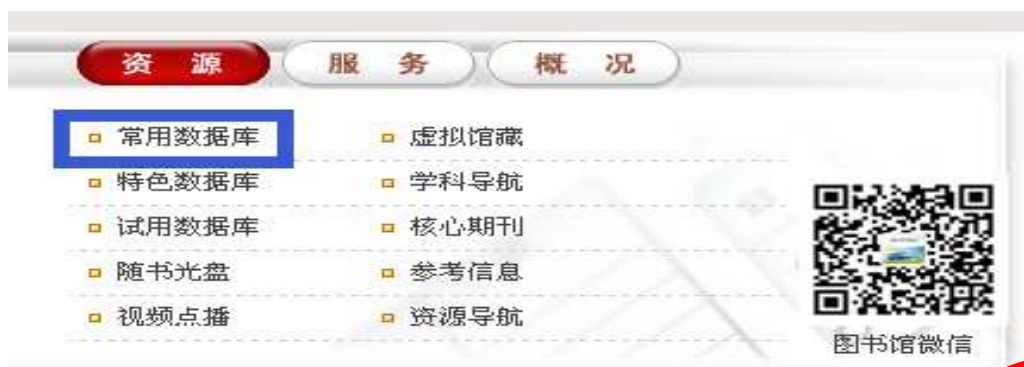 资 源 服 务 概 况
常用数据库 虚拟馆藏
特色数据库 学科导航
试用数据库 核心期刊
随书光盘 参考信息
视频点播 资源导航
图书馆微信